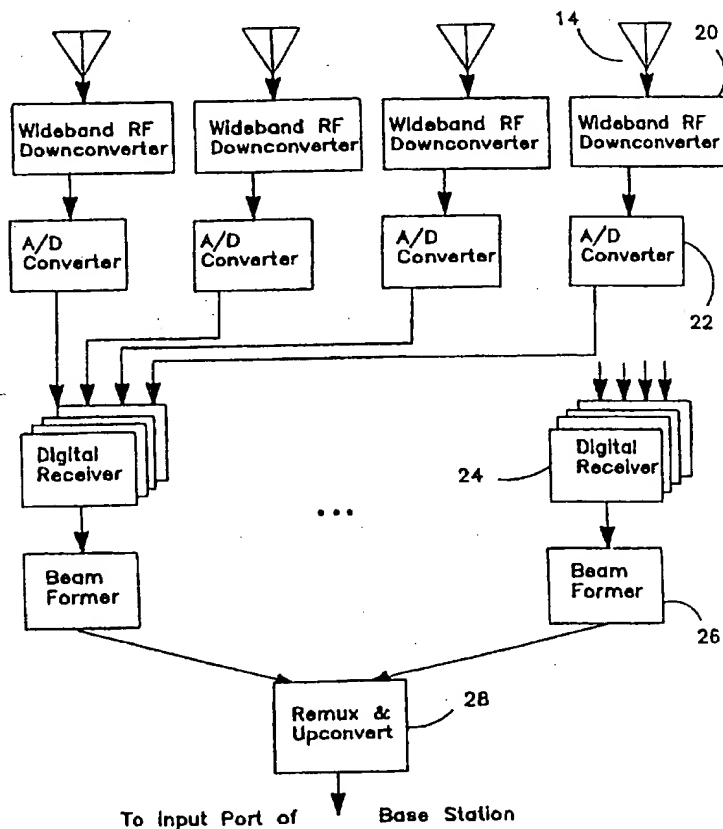 14
20
Wideband RF
Downconverter
Wideband RF
Downconverter
Wideband RF
Downconverter
Wideband RF
Downconverter
A/D
Converter
A/D
Converter
A/D
Converter
A/D
Converter
22
Digital
Receiver
24
Digital
Receiver
...
Beam
Former
Beam
Former
26
Remux &
Upconvert
28
To Input Port of Base Station